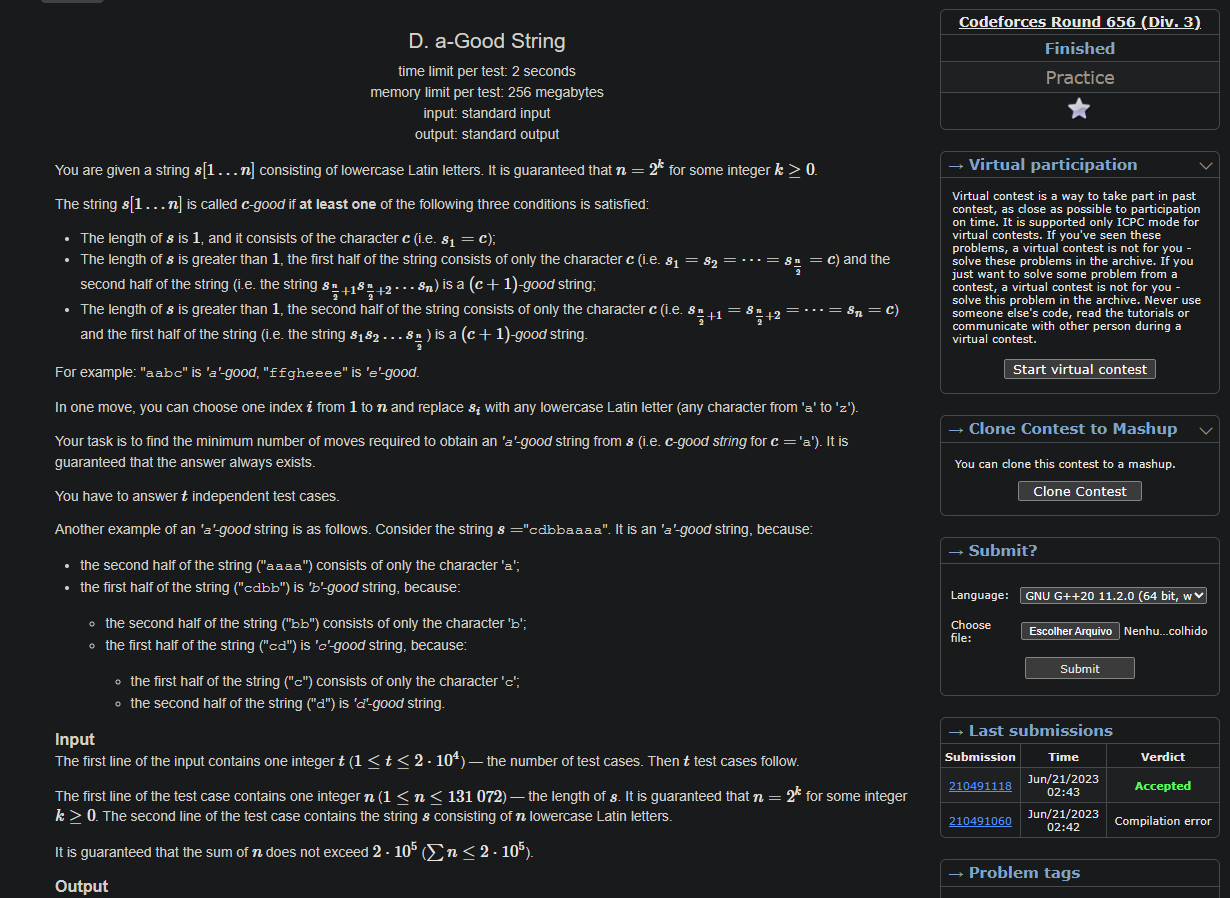 D. a-Good String
time limit per test: 2 seconds
memory limit per test: 256 megabytes
input: standard input
output: standard output
You are given a string s[1…n] consisting of lowercase Latin letters. It is guaranteed that n = 2^k for some integer k ≥ 0.
The string s[1…n] is called c-good if at least one of the following three conditions is satisfied:
• The length of s is 1, and it consists of the character c (i.e. s_1 = c);
• The length of s is greater than 1, the first half of the string consists of only the character c (i.e. s_1 = s_2 = ⋯ = s_{n/2} = c) and the
second half of the string (i.e. the string s_{n/2+1}s_{n/2+2}…s_n) is a (c + 1)-good string;
• The length of s is greater than 1, the second half of the string consists of only the character c (i.e. s_{n/2+1} = s_{n/2+2} = ⋯ = s_n = c)
and the first half of the string (i.e. the string s_1s_2…s_{n/2}) is a (c + 1)-good string.
For example: "aabc" is 'a'-good, "ffgheeee" is 'e'-good.
In one move, you can choose one index i from 1 to n and replace s_i with any lowercase Latin letter (any character from 'a' to 'z').
Your task is to find the minimum number of moves required to obtain an 'a'-good string from s (i.e. c-good string for c = 'a'). It is
guaranteed that the answer always exists.
You have to answer t independent test cases.
Another example of an 'a'-good string is as follows. Consider the string s ="cdbbaaaa". It is an 'a'-good string, because:
• the second half of the string ("aaaa") consists of only the character 'a';
• the first half of the string ("cdbb") is 'b'-good string, because:
◦ the second half of the string ("bb") consists of only the character 'b';
◦ the first half of the string ("cd") is 'c'-good string, because:
▪ the first half of the string ("c") consists of only the character 'c';
▪ the second half of the string ("d") is 'd'-good string.
Input
The first line of the input contains one integer t (1 ≤ t ≤ 2 · 10^4) — the number of test cases. Then t test cases follow.
The first line of the test case contains one integer n (1 ≤ n ≤ 131 072) — the length of s. It is guaranteed that n = 2^k for some integer
k ≥ 0. The second line of the test case contains the string s consisting of n lowercase Latin letters.
It is guaranteed that the sum of n does not exceed 2 · 10^5 (∑ n ≤ 2 · 10^5).
Output
Codeforces Round 656 (Div. 3)
Finished
Practice
→ Virtual participation
Virtual contest is a way to take part in past
contest, as close as possible to participation
on time. It is supported only ICPC mode for
virtual contests. If you've seen these
problems, a virtual contest is not for you -
solve these problems in the archive. If you
just want to solve some problem from a
contest, a virtual contest is not for you -
solve this problem in the archive. Never use
someone else's code, read the tutorials or
communicate with other person during a
virtual contest.
Start virtual contest
→ Clone Contest to Mashup
You can clone this contest to a mashup.
Clone Contest
→ Submit?
Language: GNU G++20 11.2.0 (64 bit, w
Choose
file: Escolher Arquivo Nenhu...colhido
Submit
→ Last submissions
Submission Time Verdict
210491118 Jun/21/2023 02:43 Accepted
210491060 Jun/21/2023 02:42 Compilation error
→ Problem tags